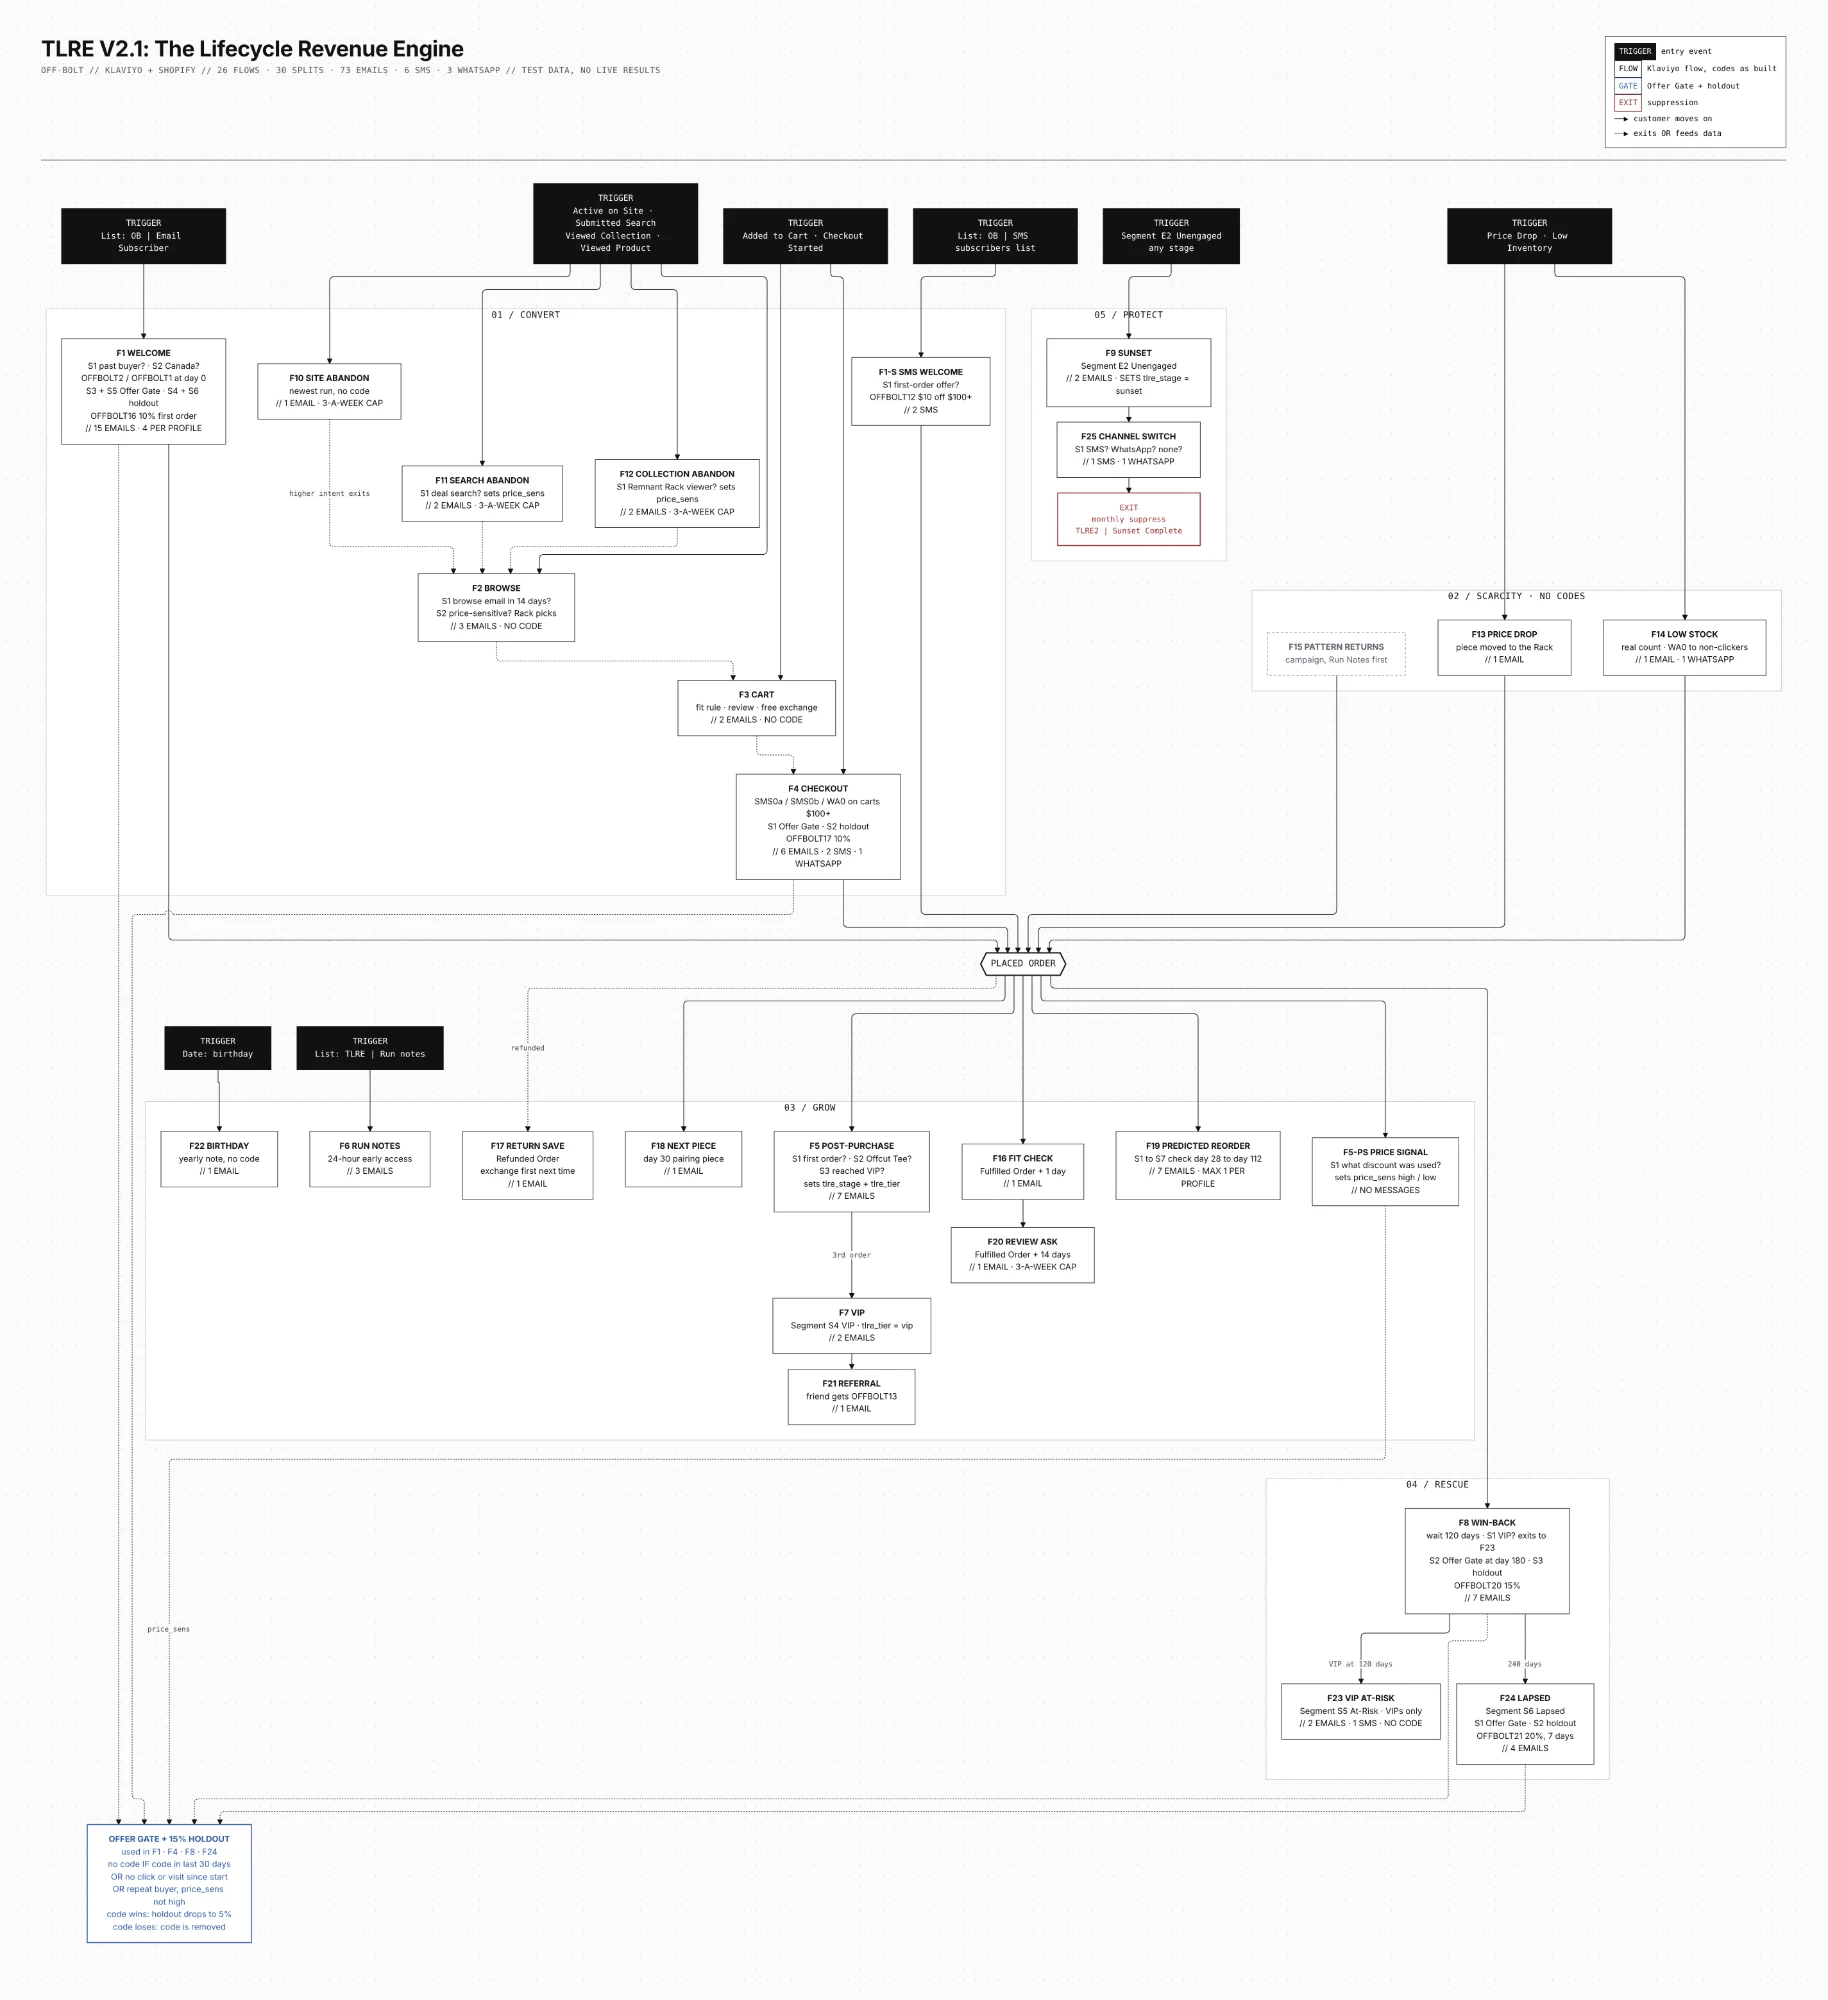 TLRE V2.1: The Lifecycle Revenue Engine
OFF-BOLT // KLAVIYO + SHOPIFY // 26 FLOWS · 30 SPLITS · 73 EMAILS · 6 SMS · 3 WHATSAPP // TEST DATA, NO LIVE RESULTS
TRIGGER entry event
FLOW Klaviyo flow, codes as built
GATE Offer Gate + holdout
EXIT suppression
customer moves on
exits OR feeds data
TRIGGER
List: OB | Email
Subscriber
TRIGGER
Active on Site ·
Submitted Search
Viewed Collection ·
Viewed Product
TRIGGER
Added to Cart · Checkout
Started
TRIGGER
List: OB | SMS
subscribers list
TRIGGER
Segment E2 Unengaged
any stage
TRIGGER
Price Drop · Low
Inventory
01 / CONVERT
F1 WELCOME
S1 past buyer? · S2 Canada?
OFFBOLT2 / OFFBOLT1 at day 0
S3 + S5 Offer Gate · S4 + S6
holdout
OFFBOLT16 10% first order
// 15 EMAILS · 4 PER PROFILE
F10 SITE ABANDON
newest run, no code
// 1 EMAIL · 3-A-WEEK CAP
higher intent exits
F11 SEARCH ABANDON
S1 deal search? sets price_sens
// 2 EMAILS · 3-A-WEEK CAP
F12 COLLECTION ABANDON
S1 Remnant Rack viewer? sets
price_sens
// 2 EMAILS · 3-A-WEEK CAP
F1-S SMS WELCOME
S1 first-order offer?
OFFBOLT12 $10 off $100+
// 2 SMS
F2 BROWSE
S1 browse email in 14 days?
S2 price-sensitive? Rack picks
// 3 EMAILS · NO CODE
F3 CART
fit rule · review · free exchange
// 2 EMAILS · NO CODE
F4 CHECKOUT
SMS0a / SMS0b / WA0 on carts
$100+
S1 Offer Gate · S2 holdout
OFFBOLT17 10%
// 6 EMAILS · 2 SMS · 1
WHATSAPP
05 / PROTECT
F9 SUNSET
Segment E2 Unengaged
// 2 EMAILS · SETS tlre_stage =
sunset
F25 CHANNEL SWITCH
S1 SMS? WhatsApp? none?
// 1 SMS · 1 WHATSAPP
EXIT
monthly suppress
TLRE2 | Sunset Complete
02 / SCARCITY · NO CODES
F15 PATTERN RETURNS
campaign, Run Notes first
F13 PRICE DROP
piece moved to the Rack
// 1 EMAIL
F14 LOW STOCK
real count · WA0 to non-clickers
// 1 EMAIL · 1 WHATSAPP
PLACED ORDER
TRIGGER
Date: birthday
TRIGGER
List: TLRE | Run notes
refunded
03 / GROW
F22 BIRTHDAY
yearly note, no code
// 1 EMAIL
F6 RUN NOTES
24-hour early access
// 3 EMAILS
F17 RETURN SAVE
Refunded Order
exchange first next time
// 1 EMAIL
F18 NEXT PIECE
day 30 pairing piece
// 1 EMAIL
F5 POST-PURCHASE
S1 first order? · S2 Offcut Tee?
S3 reached VIP?
sets tlre_stage + tlre_tier
// 7 EMAILS
F16 FIT CHECK
Fulfilled Order + 1 day
// 1 EMAIL
F19 PREDICTED REORDER
S1 to S7 check day 28 to day 112
// 7 EMAILS · MAX 1 PER
PROFILE
F5-PS PRICE SIGNAL
S1 what discount was used?
sets price_sens high / low
// NO MESSAGES
F20 REVIEW ASK
Fulfilled Order + 14 days
// 1 EMAIL · 3-A-WEEK CAP
3rd order
F7 VIP
Segment S4 VIP · tlre_tier = vip
// 2 EMAILS
F21 REFERRAL
friend gets OFFBOLT13
// 1 EMAIL
04 / RESCUE
F8 WIN-BACK
wait 120 days · S1 VIP? exits to
F23
S2 Offer Gate at day 180 · S3
holdout
OFFBOLT20 15%
// 7 EMAILS
price_sens
VIP at 120 days
240 days
F23 VIP AT-RISK
Segment S5 At-Risk · VIPs only
// 2 EMAILS · 1 SMS · NO CODE
F24 LAPSED
Segment S6 Lapsed
S1 Offer Gate · S2 holdout
OFFBOLT21 20%, 7 days
// 4 EMAILS
OFFER GATE + 15% HOLDOUT
used in F1 · F4 · F8 · F24
no code IF code in last 30 days
OR no click or visit since start
OR repeat buyer, price_sens
not high
code wins: holdout drops to 5%
code loses: code is removed